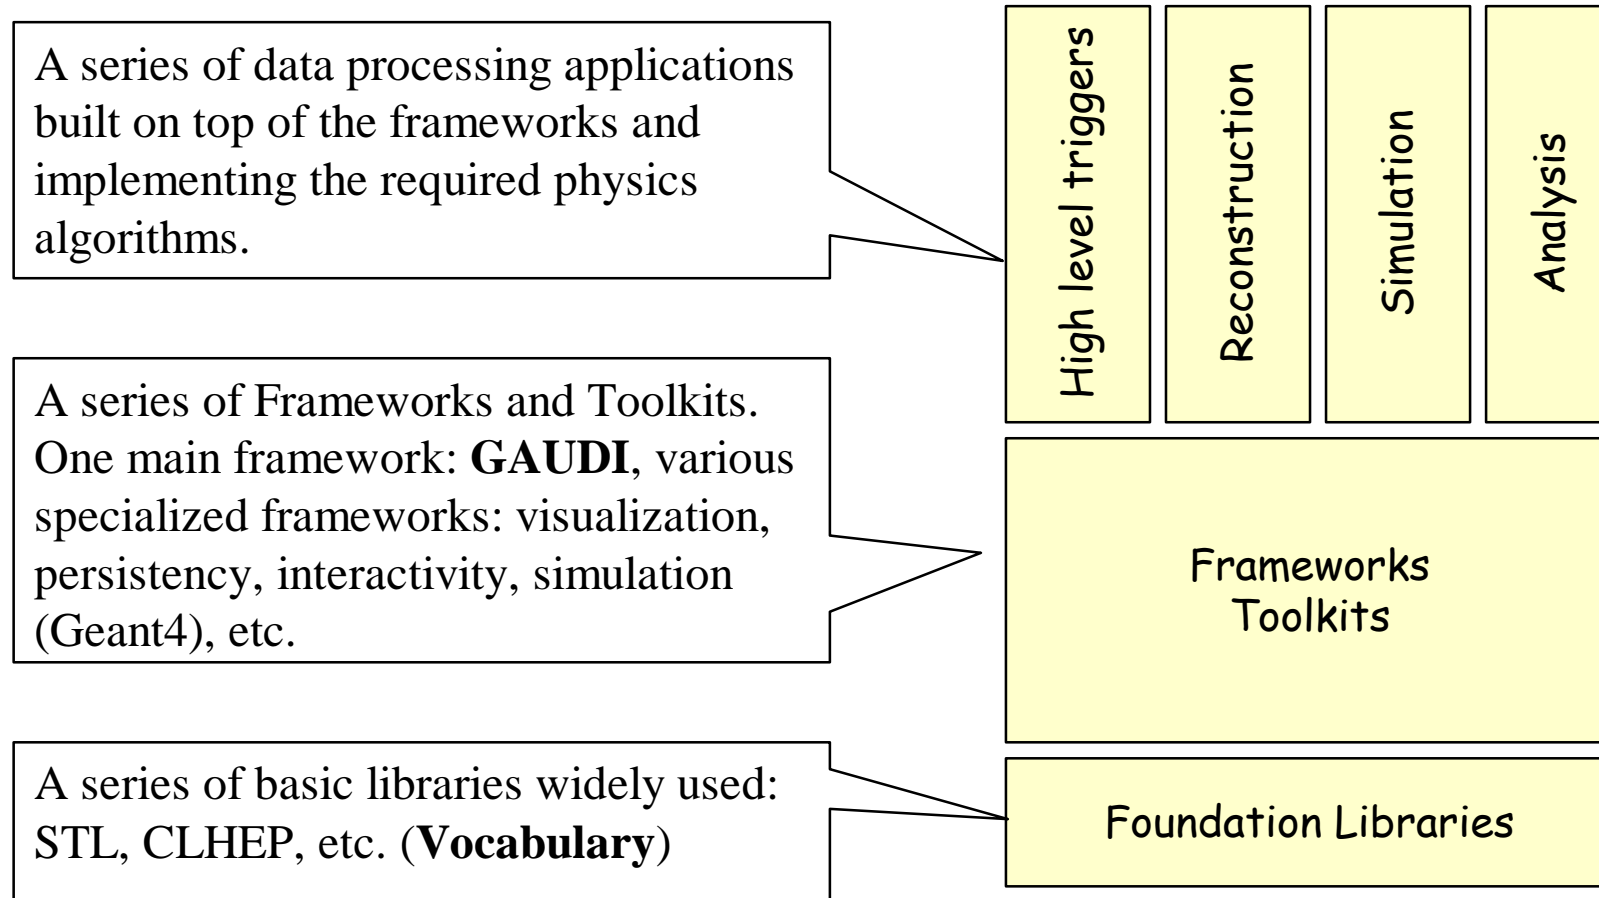 A series of data processing applications
built on top of the frameworks and
implementing the required physics
algorithms.
High level triggers
Reconstruction
Simulation
Analysis
A series of Frameworks and Toolkits.
One main framework: GAUDI, various
specialized frameworks: visualization,
persistency, interactivity, simulation
(Geant4), etc.
Frameworks
Toolkits
A series of basic libraries widely used:
STL, CLHEP, etc. (Vocabulary)
Foundation Libraries